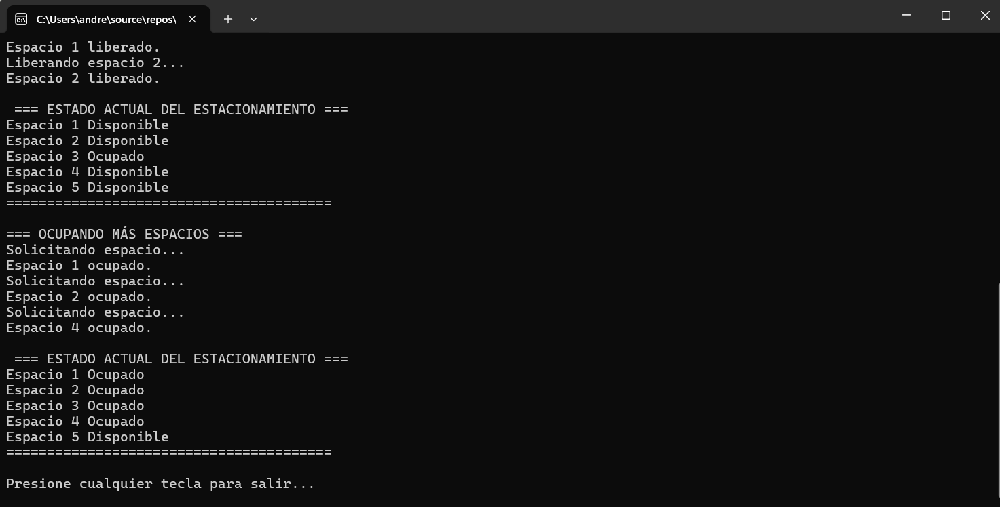 C:\Users\andre\source\repos\
Espacio 1 liberado.
Liberando espacio 2...
Espacio 2 liberado.
=== ESTADO ACTUAL DEL ESTACIONAMIENTO ===
Espacio 1 Disponible
Espacio 2 Disponible
Espacio 3 Ocupado
Espacio 4 Disponible
Espacio 5 Disponible
========================================
=== OCUPANDO MÁS ESPACIOS ===
Solicitando espacio...
Espacio 1 ocupado.
Solicitando espacio...
Espacio 2 ocupado.
Solicitando espacio...
Espacio 4 ocupado.
=== ESTADO ACTUAL DEL ESTACIONAMIENTO ===
Espacio 1 Ocupado
Espacio 2 Ocupado
Espacio 3 Ocupado
Espacio 4 Ocupado
Espacio 5 Disponible
========================================
Presione cualquier tecla para salir...